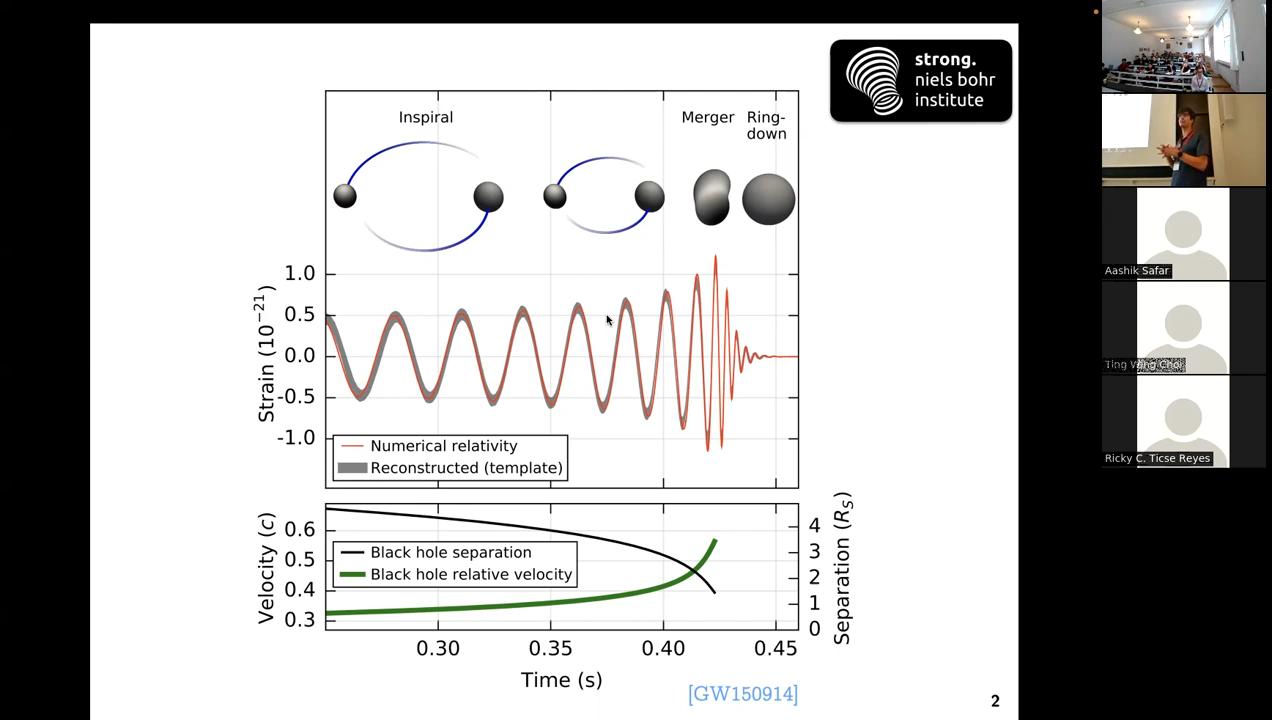 strong.
niels bohr
institute
Inspiral
Merger
Ring-
down
1.0
0.5
0.0
-0.5
-1.0
Strain (10⁻²¹)
Numerical relativity
Reconstructed (template)
0.6
0.5
0.4
0.3
Velocity (c)
Black hole separation
Black hole relative velocity
4
3
2
1
0
Separation (R_S)
0.30
0.35
0.40
0.45
Time (s)
[GW150914]
2
Aashik Safar
Ting
Ricky C. Ticse Reyes